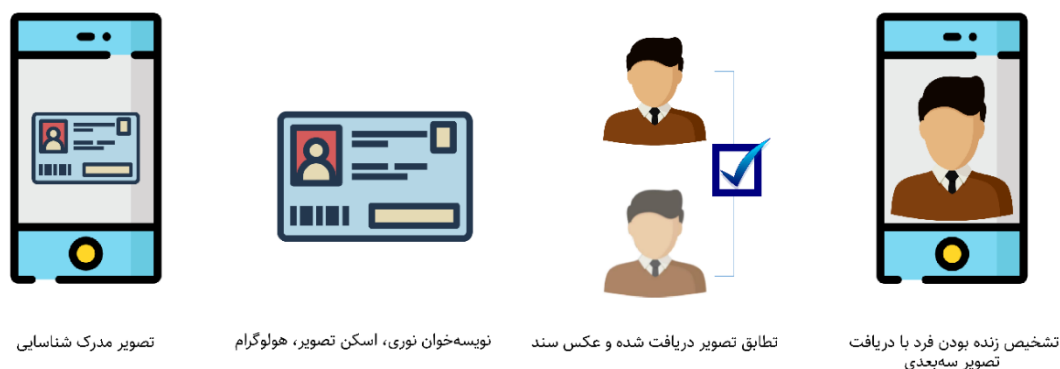 تشخیص زنده بودن فرد با دریافت
تصویر سه‌بعدی
تطابق تصویر دریافت شده و عکس سند
نویسه‌خوان نوری، اسکن تصویر، هولوگرام
تصویر مدرک شناسایی